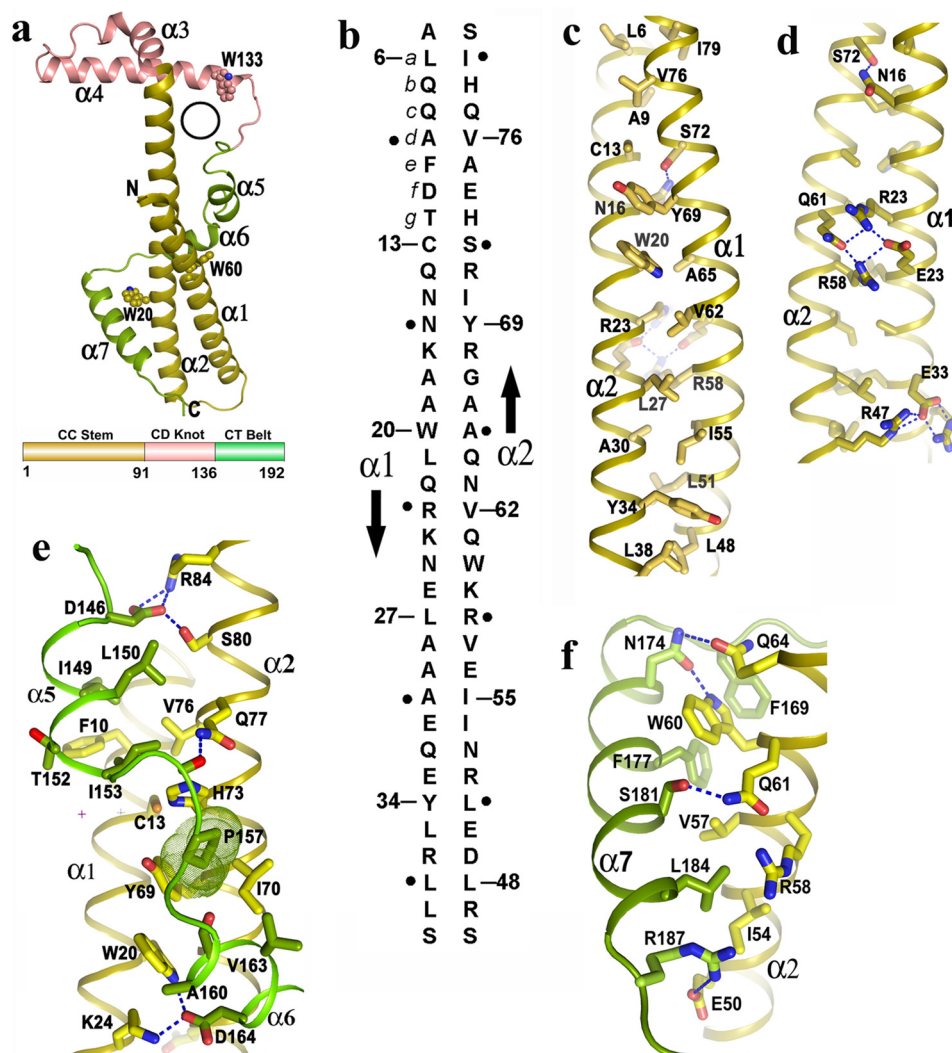 a
α3
α4
W133
N
α5
α6
W60
W20
α1
α7
α2
C
CC Stem CD Knot CT Belt
1 91 136 192
b
A S
6 a L I
b Q H
c Q Q
d A V 76
e F A
f D E
g T H
13 C S
Q R
N I
N Y 69
K R
A G
A A
20 W A
L Q
Q N
R V 62
K Q
N W
E K
27 L R
A V
A E
A I 55
E I
Q N
E R
34 Y L
L E
R D
L L 48
L R
S S
α1
α2
c
L6
I79
V76
A9
S72
C13
N16
Y69
W20
α1
A65
R23
V62
α2
R58
L27
A30
I55
L51
Y34
L38
L48
d
S72
N16
Q61
R23
α1
R58
E23
α2
E33
R47
e
R84
D146
S80
L150
I149
α2
α5
V76
Q77
F10
T152
I153
H73
C13
P157
α1
Y69
I70
W20
V163
A160
K24
D164
α6
f
N174
Q64
F169
W60
F177
Q61
S181
V57
α7
L184
R58
I54
R187
α2
E50